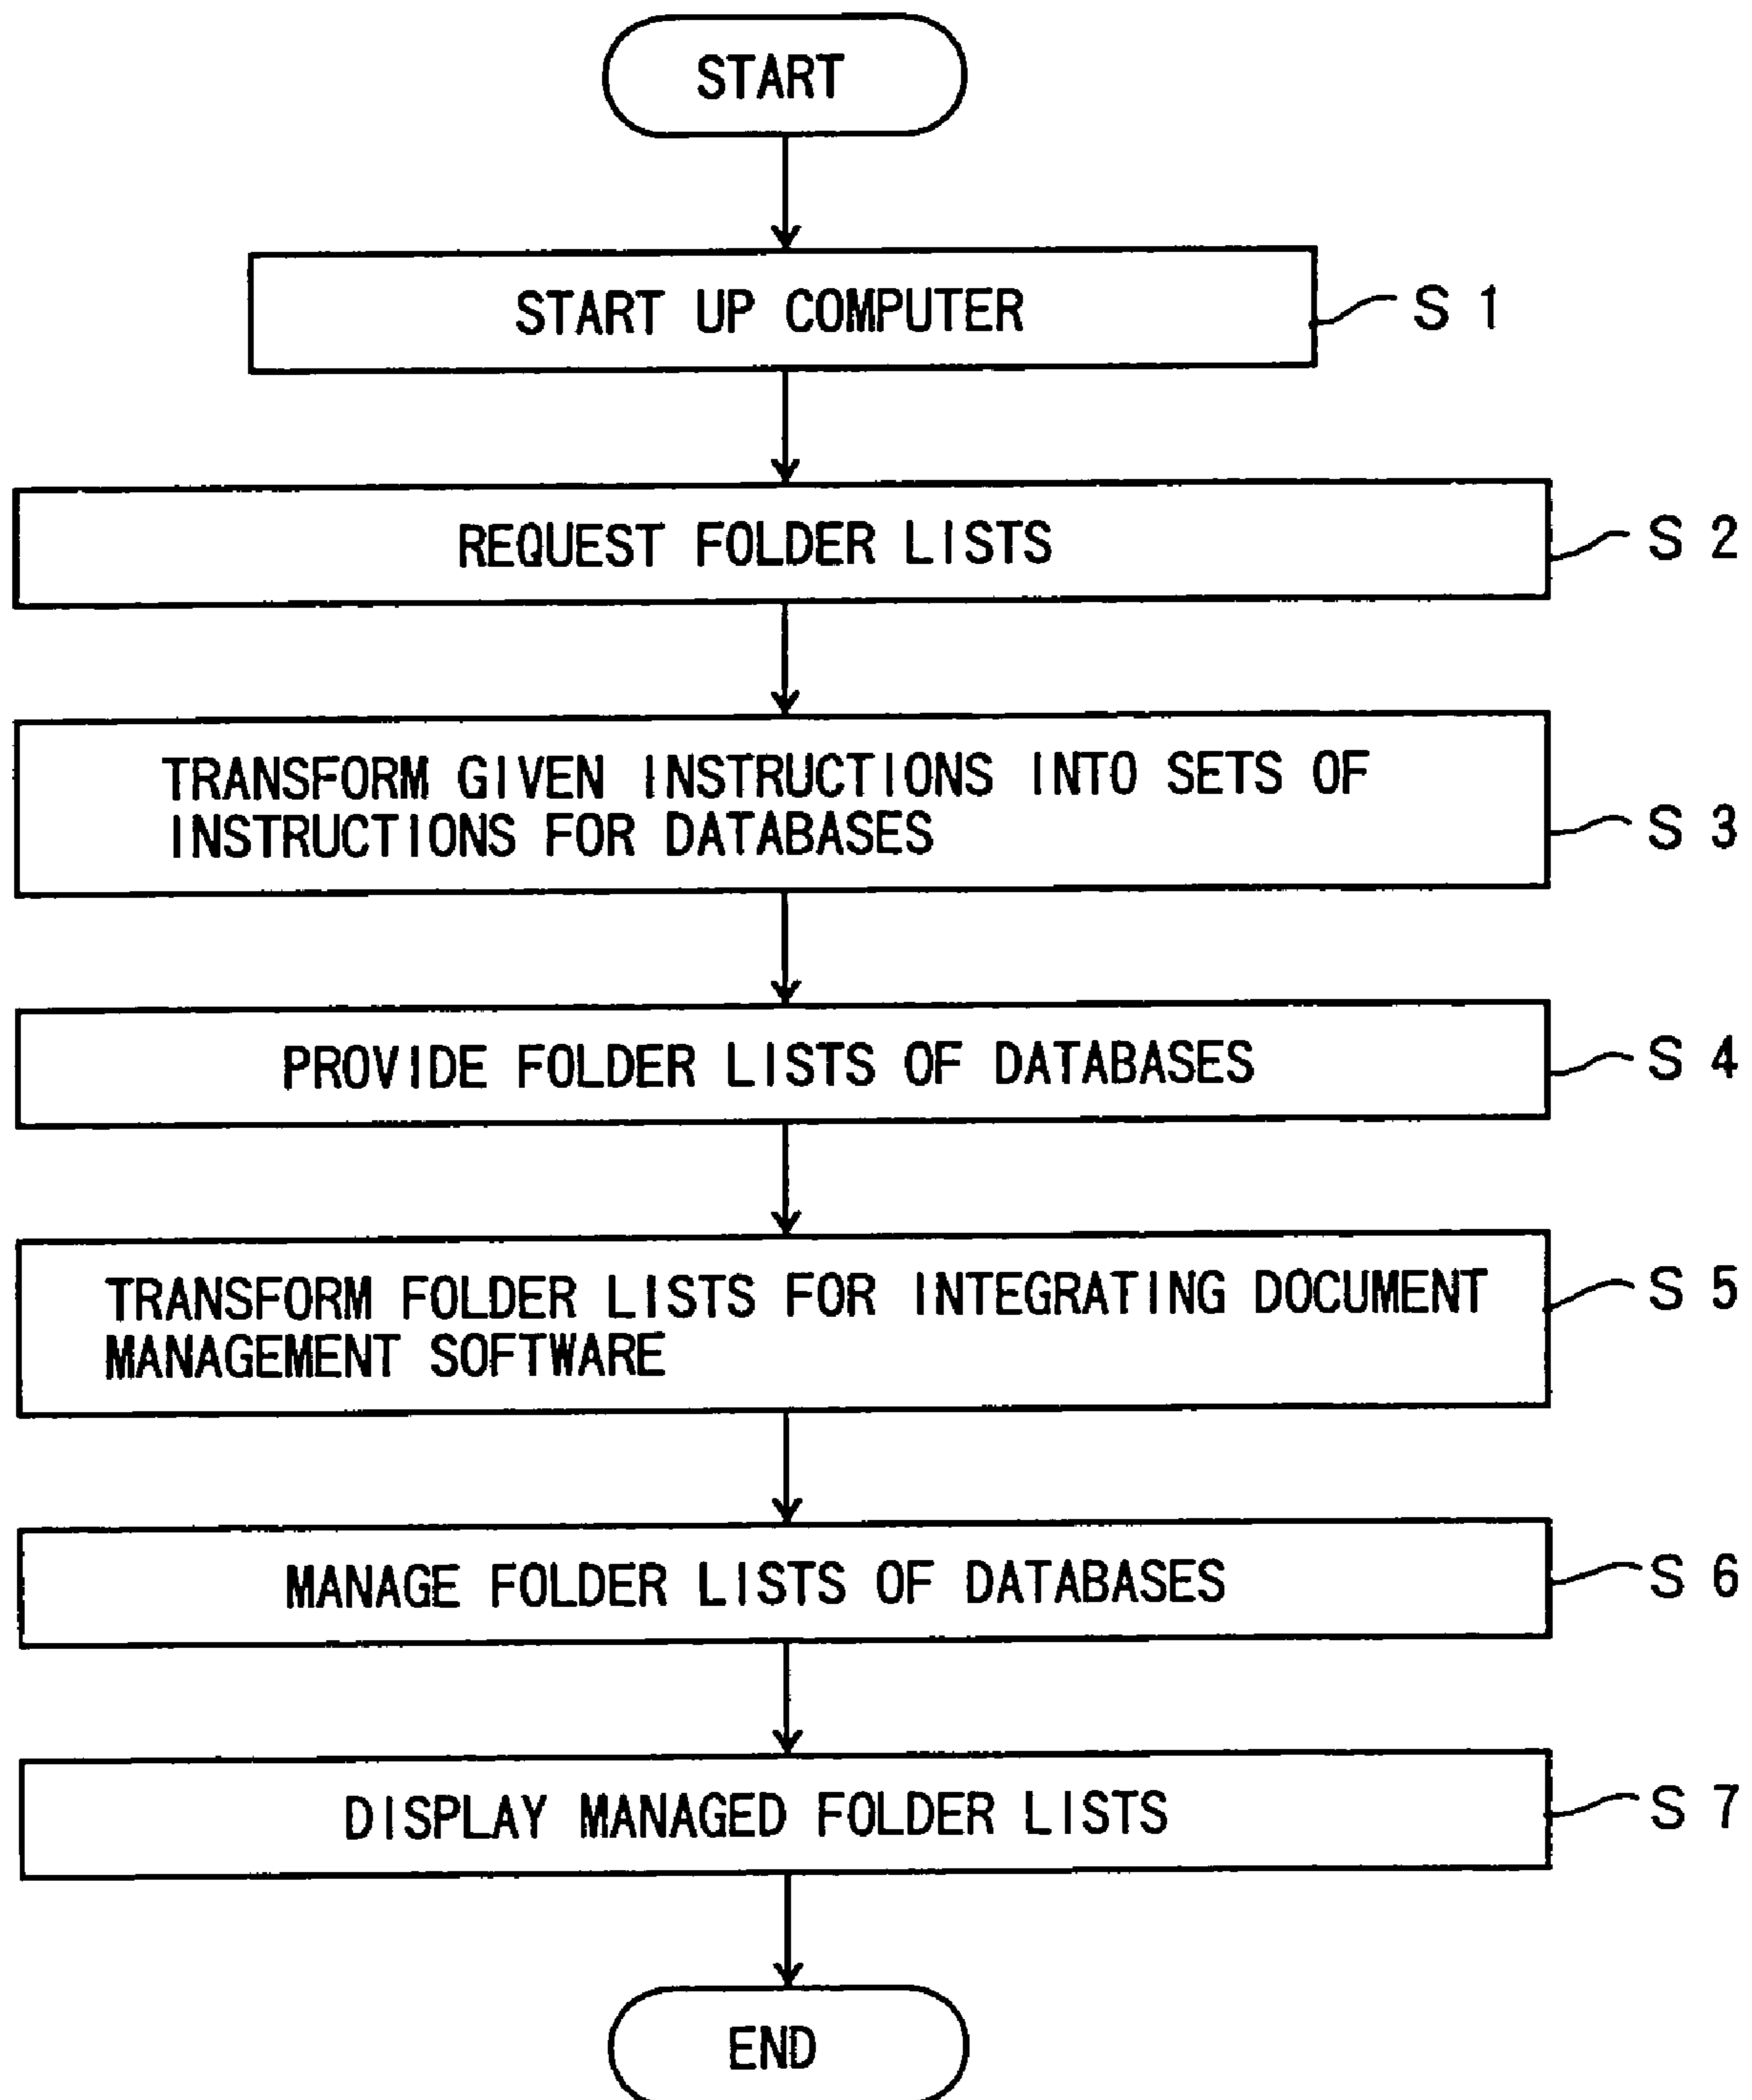 START
START UP COMPUTER
S 1
REQUEST FOLDER LISTS
S 2
TRANSFORM GIVEN INSTRUCTIONS INTO SETS OF
INSTRUCTIONS FOR DATABASES
S 3
PROVIDE FOLDER LISTS OF DATABASES
S 4
TRANSFORM FOLDER LISTS FOR INTEGRATING DOCUMENT
MANAGEMENT SOFTWARE
S 5
MANAGE FOLDER LISTS OF DATABASES
S 6
DISPLAY MANAGED FOLDER LISTS
S 7
END